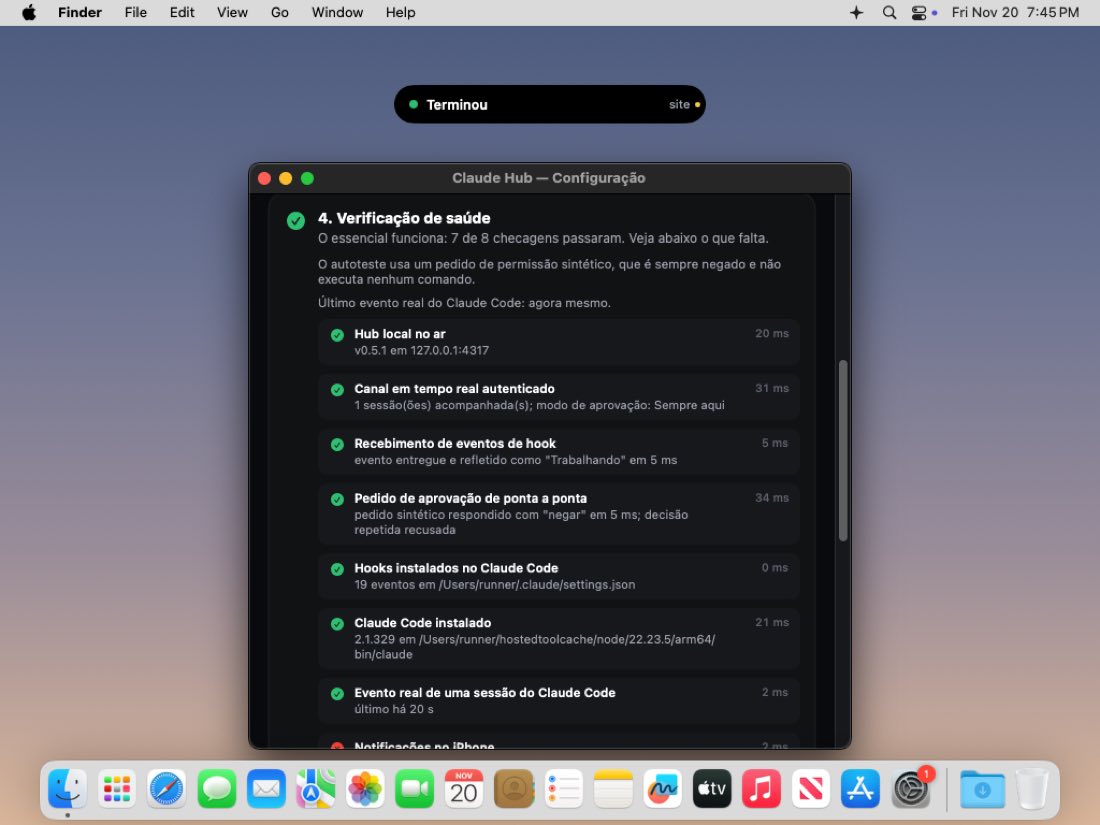 Finder File Edit View Go Window Help Fri Nov 20 7:45 PM
Terminou site
Claude Hub — Configuração
4. Verificação de saúde
O essencial funciona: 7 de 8 checagens passaram. Veja abaixo o que falta.
O autoteste usa um pedido de permissão sintético, que é sempre negado e não
executa nenhum comando.
Último evento real do Claude Code: agora mesmo.
Hub local no ar 20 ms
v0.5.1 em 127.0.0.1:4317
Canal em tempo real autenticado 31 ms
1 sessão(ões) acompanhada(s); modo de aprovação: Sempre aqui
Recebimento de eventos de hook 5 ms
evento entregue e refletido como "Trabalhando" em 5 ms
Pedido de aprovação de ponta a ponta 34 ms
pedido sintético respondido com "negar" em 5 ms; decisão
repetida recusada
Hooks instalados no Claude Code 0 ms
19 eventos em /Users/runner/.claude/settings.json
Claude Code instalado 21 ms
2.1.329 em /Users/runner/hostedtoolcache/node/22.23.5/arm64/
bin/claude
Evento real de uma sessão do Claude Code 2 ms
último há 20 s
Notificações no iPhone 2 ms
NOV
20
tv
1